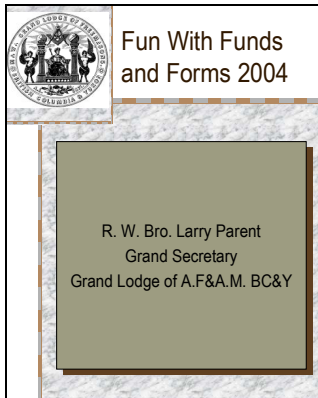 Fun With Funds
and Forms 2004
R. W. Bro. Larry Parent
Grand Secretary
Grand Lodge of A.F&A.M. BC&Y